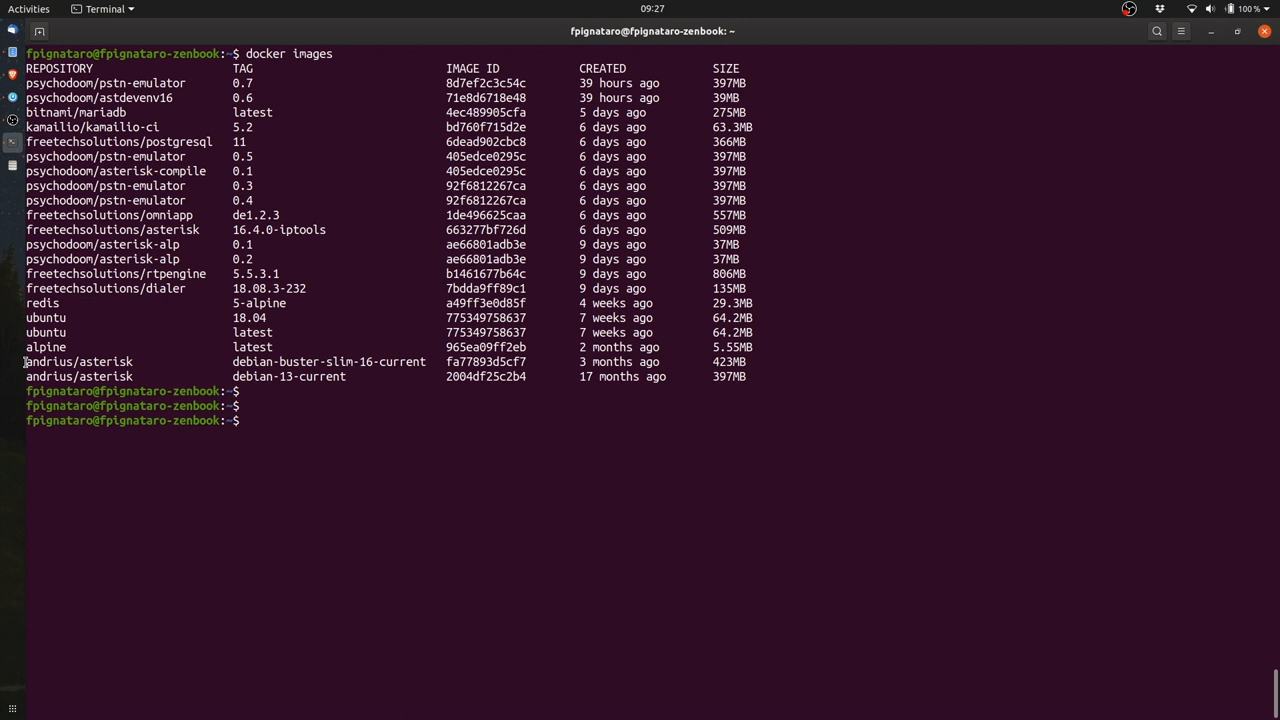 Activities Terminal 09:27 100 %
fpignataro@fpignataro-zenbook: ~
fpignataro@fpignataro-zenbook:~$ docker images
REPOSITORY TAG IMAGE ID CREATED SIZE
psychodoom/pstn-emulator 0.7 8d7ef2c3c54c 39 hours ago 397MB
psychodoom/astdevenv16 0.6 71e8d6718e48 39 hours ago 39MB
bitnami/mariadb latest 4ec489905cfa 5 days ago 275MB
kamailio/kamailio-ci 5.2 bd760f715d2e 6 days ago 63.3MB
freetechsolutions/postgresql 11 6dead902cbc8 6 days ago 366MB
psychodoom/pstn-emulator 0.5 405edce0295c 6 days ago 397MB
psychodoom/asterisk-compile 0.1 405edce0295c 6 days ago 397MB
psychodoom/pstn-emulator 0.3 92f6812267ca 6 days ago 397MB
psychodoom/pstn-emulator 0.4 92f6812267ca 6 days ago 397MB
freetechsolutions/omniapp de1.2.3 1de496625caa 6 days ago 557MB
freetechsolutions/asterisk 16.4.0-iptools 663277bf726d 6 days ago 509MB
psychodoom/asterisk-alp 0.1 ae66801adb3e 9 days ago 37MB
psychodoom/asterisk-alp 0.2 ae66801adb3e 9 days ago 37MB
freetechsolutions/rtpengine 5.5.3.1 b1461677b64c 9 days ago 806MB
freetechsolutions/dialer 18.08.3-232 7bdda9ff89c1 9 days ago 135MB
redis 5-alpine a49ff3e0d85f 4 weeks ago 29.3MB
ubuntu 18.04 775349758637 7 weeks ago 64.2MB
ubuntu latest 775349758637 7 weeks ago 64.2MB
alpine latest 965ea09ff2eb 2 months ago 5.55MB
andrius/asterisk debian-buster-slim-16-current fa77893d5cf7 3 months ago 423MB
andrius/asterisk debian-13-current 2004df25c2b4 17 months ago 397MB
fpignataro@fpignataro-zenbook:~$
fpignataro@fpignataro-zenbook:~$
fpignataro@fpignataro-zenbook:~$